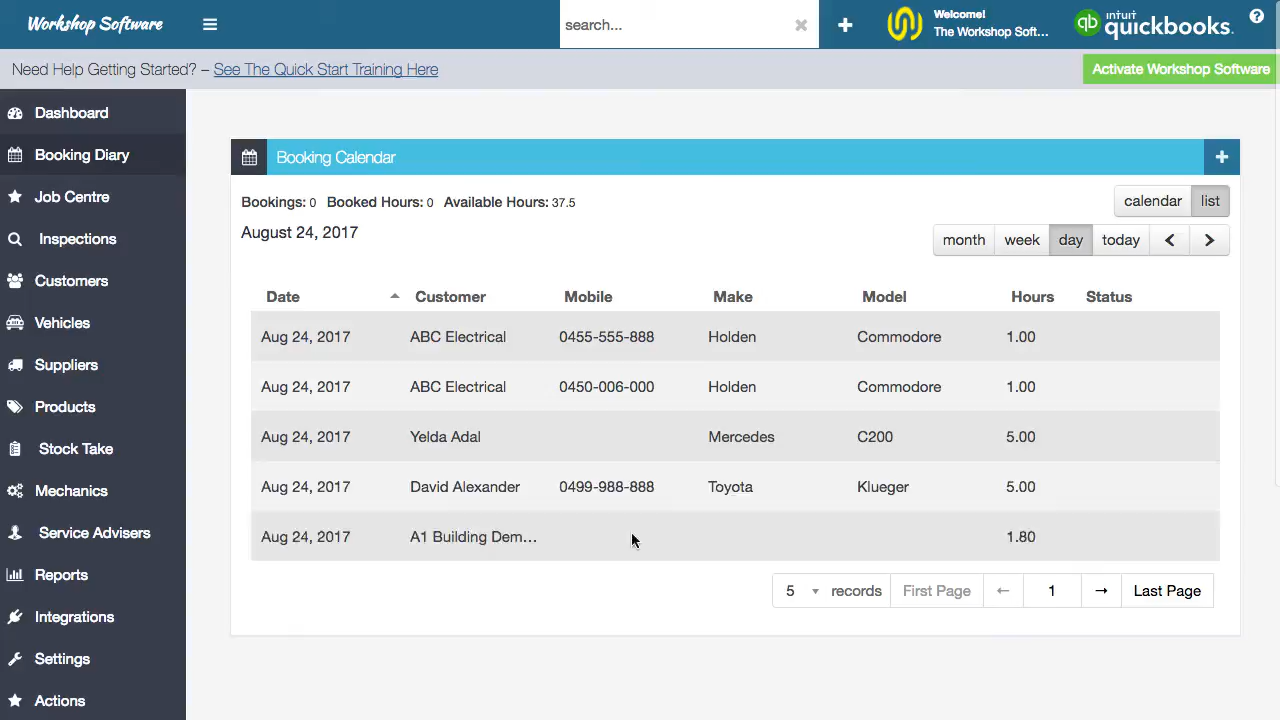 Workshop Software
search...
Welcome!
The Workshop Soft...
qb
intuit
quickbooks.
?
Need Help Getting Started? – See The Quick Start Training Here
Activate Workshop Software
Dashboard
Booking Diary
Job Centre
Inspections
Customers
Vehicles
Suppliers
Products
Stock Take
Mechanics
Service Advisers
Reports
Integrations
Settings
Actions
Booking Calendar
Bookings: 0 Booked Hours: 0 Available Hours: 37.5
calendar list
August 24, 2017
month week day today
Date Customer Mobile Make Model Hours Status
Aug 24, 2017 ABC Electrical 0455-555-888 Holden Commodore 1.00
Aug 24, 2017 ABC Electrical 0450-006-000 Holden Commodore 1.00
Aug 24, 2017 Yelda Adal Mercedes C200 5.00
Aug 24, 2017 David Alexander 0499-988-888 Toyota Klueger 5.00
Aug 24, 2017 A1 Building Dem... 1.80
5 records First Page ← 1 → Last Page